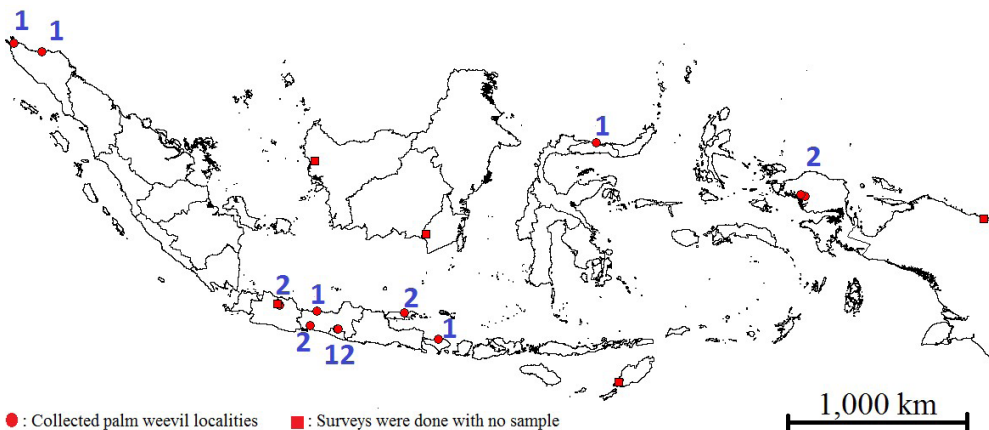 1 1
1
2
2 1 2
2 12 1
1,000 km
: Collected palm weevil localities : Surveys were done with no sample